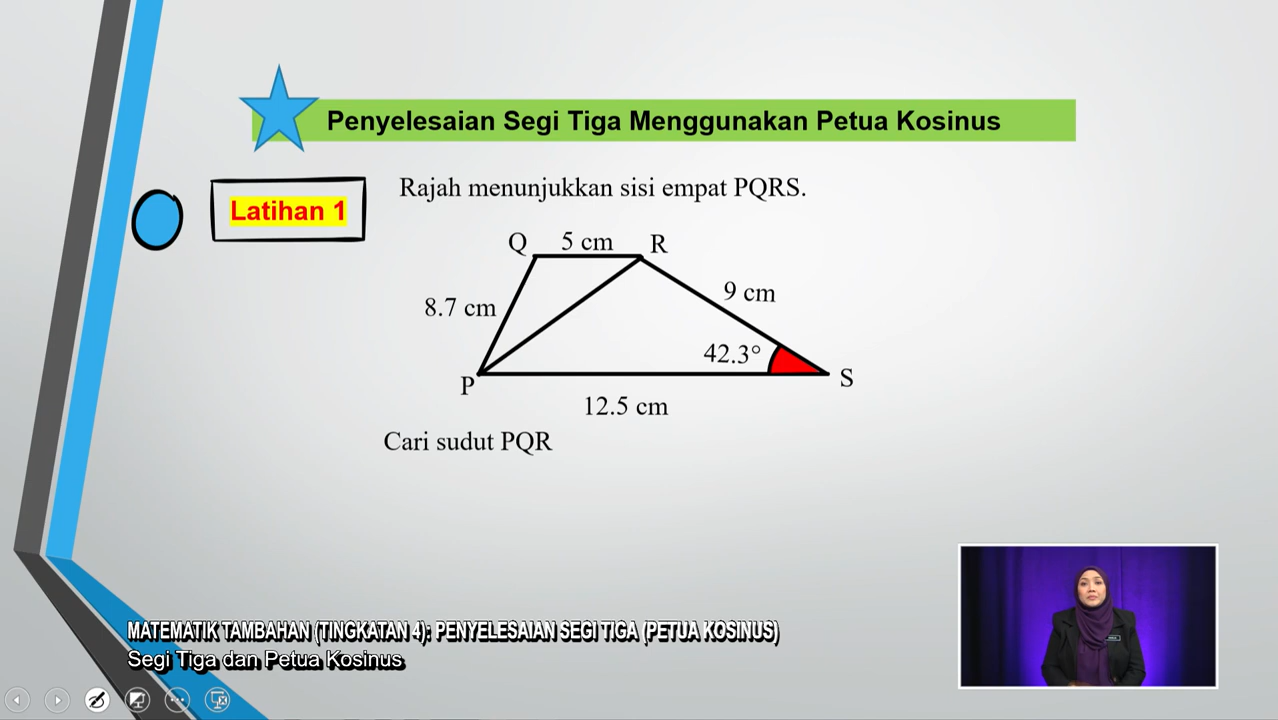 Penyelesaian Segi Tiga Menggunakan Petua Kosinus
Latihan 1
Rajah menunjukkan sisi empat PQRS.
Q 5 cm R
9 cm
8.7 cm
42.3°
P S
12.5 cm
Cari sudut PQR
MATEMATIK TAMBAHAN (TINGKATAN 4): PENYELESAIAN SEGI TIGA (PETUA KOSINUS)
Segi Tiga dan Petua Kosinus